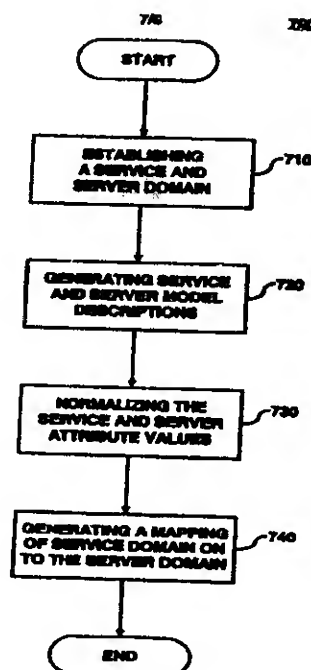 7/8
700
START
ESTABLISHING
A SERVICE AND
SERVER DOMAIN
710
GENERATING SERVICE
AND SERVER MODEL
DESCRIPTIONS
720
NORMALIZING THE
SERVICE AND SERVER
ATTRIBUTE VALUES
730
GENERATING A MAPPING
OF SERVICE DOMAIN ON
TO THE SERVER DOMAIN
740
END